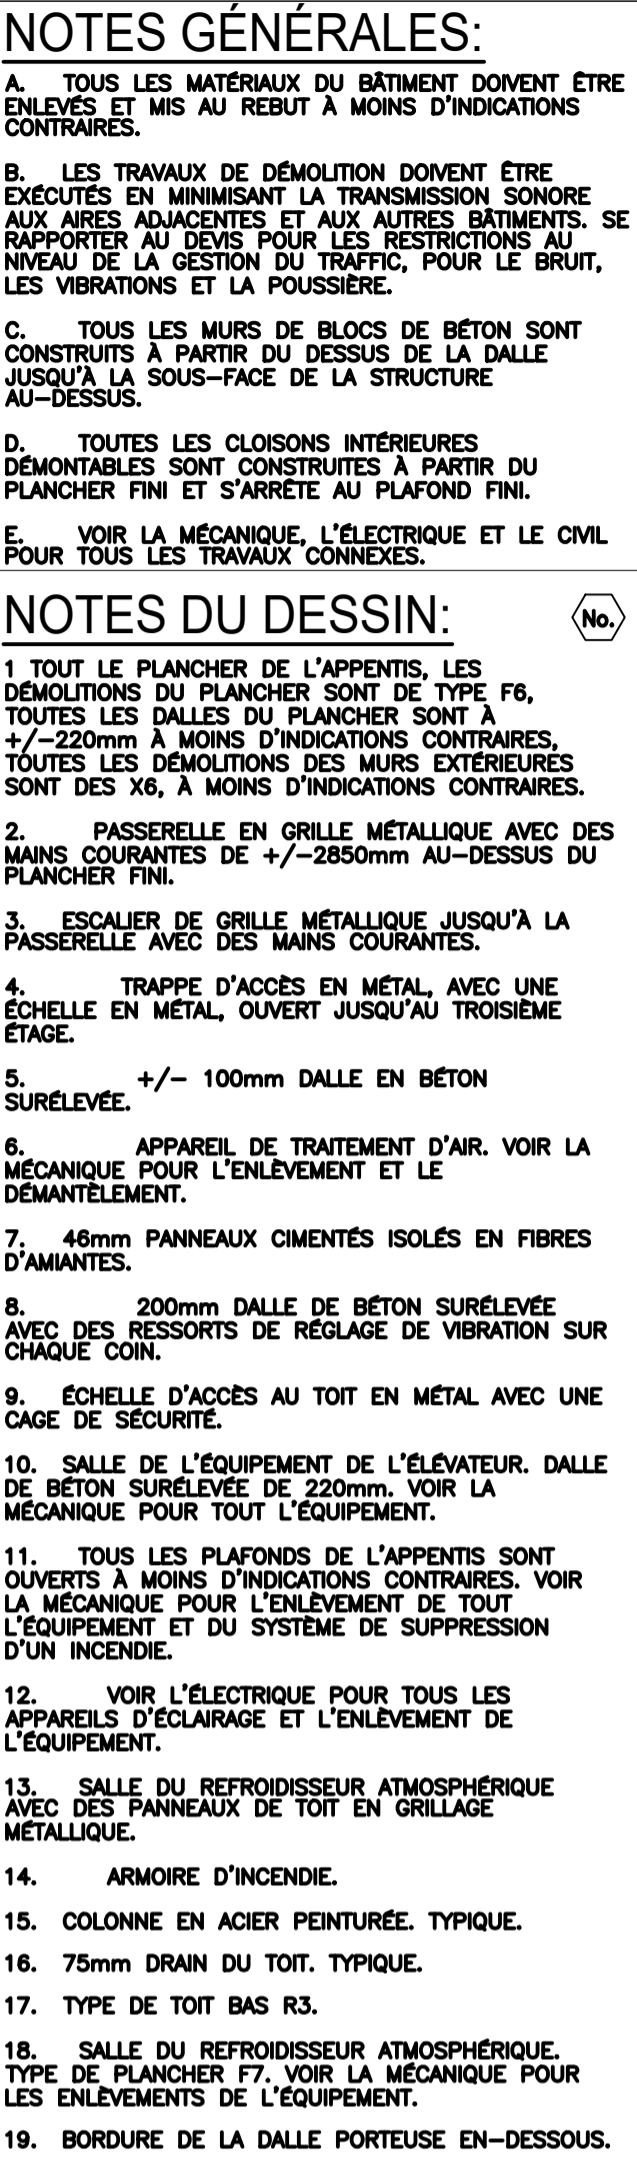 NOTES GÉNÉRALES:
A. TOUS LES MATÉRIAUX DU BÂTIMENT DOIVENT ÊTRE
ENLEVÉS ET MIS AU REBUT À MOINS D'INDICATIONS
CONTRAIRES.
B. LES TRAVAUX DE DÉMOLITION DOIVENT ÊTRE
EXÉCUTÉS EN MINIMISANT LA TRANSMISSION SONORE
AUX AIRES ADJACENTES ET AUX AUTRES BÂTIMENTS. SE
RAPPORTER AU DEVIS POUR LES RESTRICTIONS AU
NIVEAU DE LA GESTION DU TRAFFIC, POUR LE BRUIT,
LES VIBRATIONS ET LA POUSSIÈRE.
C. TOUS LES MURS DE BLOCS DE BÉTON SONT
CONSTRUITS À PARTIR DU DESSUS DE LA DALLE
JUSQU'À LA SOUS-FACE DE LA STRUCTURE
AU-DESSUS.
D. TOUTES LES CLOISONS INTÉRIEURES
DÉMONTABLES SONT CONSTRUITES À PARTIR DU
PLANCHER FINI ET S'ARRÊTE AU PLAFOND FINI.
E. VOIR LA MÉCANIQUE, L'ÉLECTRIQUE ET LE CIVIL
POUR TOUS LES TRAVAUX CONNEXES.
NOTES DU DESSIN: No.
1 TOUT LE PLANCHER DE L'APPENTIS, LES
DÉMOLITIONS DU PLANCHER SONT DE TYPE F6,
TOUTES LES DALLES DU PLANCHER SONT À
+/-220mm À MOINS D'INDICATIONS CONTRAIRES,
TOUTES LES DÉMOLITIONS DES MURS EXTÉRIEURES
SONT DES X6, À MOINS D'INDICATIONS CONTRAIRES.
2. PASSERELLE EN GRILLE MÉTALLIQUE AVEC DES
MAINS COURANTES DE +/-2850mm AU-DESSUS DU
PLANCHER FINI.
3. ESCALIER DE GRILLE MÉTALLIQUE JUSQU'À LA
PASSERELLE AVEC DES MAINS COURANTES.
4. TRAPPE D'ACCÈS EN MÉTAL, AVEC UNE
ÉCHELLE EN MÉTAL, OUVERT JUSQU'AU TROISIÈME
ÉTAGE.
5. +/- 100mm DALLE EN BÉTON
SURÉLEVÉE.
6. APPAREIL DE TRAITEMENT D'AIR. VOIR LA
MÉCANIQUE POUR L'ENLÈVEMENT ET LE
DÉMANTÈLEMENT.
7. 46mm PANNEAUX CIMENTÉS ISOLÉS EN FIBRES
D'AMIANTES.
8. 200mm DALLE DE BÉTON SURÉLEVÉE
AVEC DES RESSORTS DE RÉGLAGE DE VIBRATION SUR
CHAQUE COIN.
9. ÉCHELLE D'ACCÈS AU TOIT EN MÉTAL AVEC UNE
CAGE DE SÉCURITÉ.
10. SALLE DE L'ÉQUIPEMENT DE L'ÉLÉVATEUR. DALLE
DE BÉTON SURÉLEVÉE DE 220mm. VOIR LA
MÉCANIQUE POUR TOUT L'ÉQUIPEMENT.
11. TOUS LES PLAFONDS DE L'APPENTIS SONT
OUVERTS À MOINS D'INDICATIONS CONTRAIRES. VOIR
LA MÉCANIQUE POUR L'ENLÈVEMENT DE TOUT
L'ÉQUIPEMENT ET DU SYSTÈME DE SUPPRESSION
D'UN INCENDIE.
12. VOIR L'ÉLECTRIQUE POUR TOUS LES
APPAREILS D'ÉCLAIRAGE ET L'ENLÈVEMENT DE
L'ÉQUIPEMENT.
13. SALLE DU REFROIDISSEUR ATMOSPHÉRIQUE
AVEC DES PANNEAUX DE TOIT EN GRILLAGE
MÉTALLIQUE.
14. ARMOIRE D'INCENDIE.
15. COLONNE EN ACIER PEINTURÉE. TYPIQUE.
16. 75mm DRAIN DU TOIT. TYPIQUE.
17. TYPE DE TOIT BAS R3.
18. SALLE DU REFROIDISSEUR ATMOSPHÉRIQUE.
TYPE DE PLANCHER F7. VOIR LA MÉCANIQUE POUR
LES ENLÈVEMENTS DE L'ÉQUIPEMENT.
19. BORDURE DE LA DALLE PORTEUSE EN-DESSOUS.